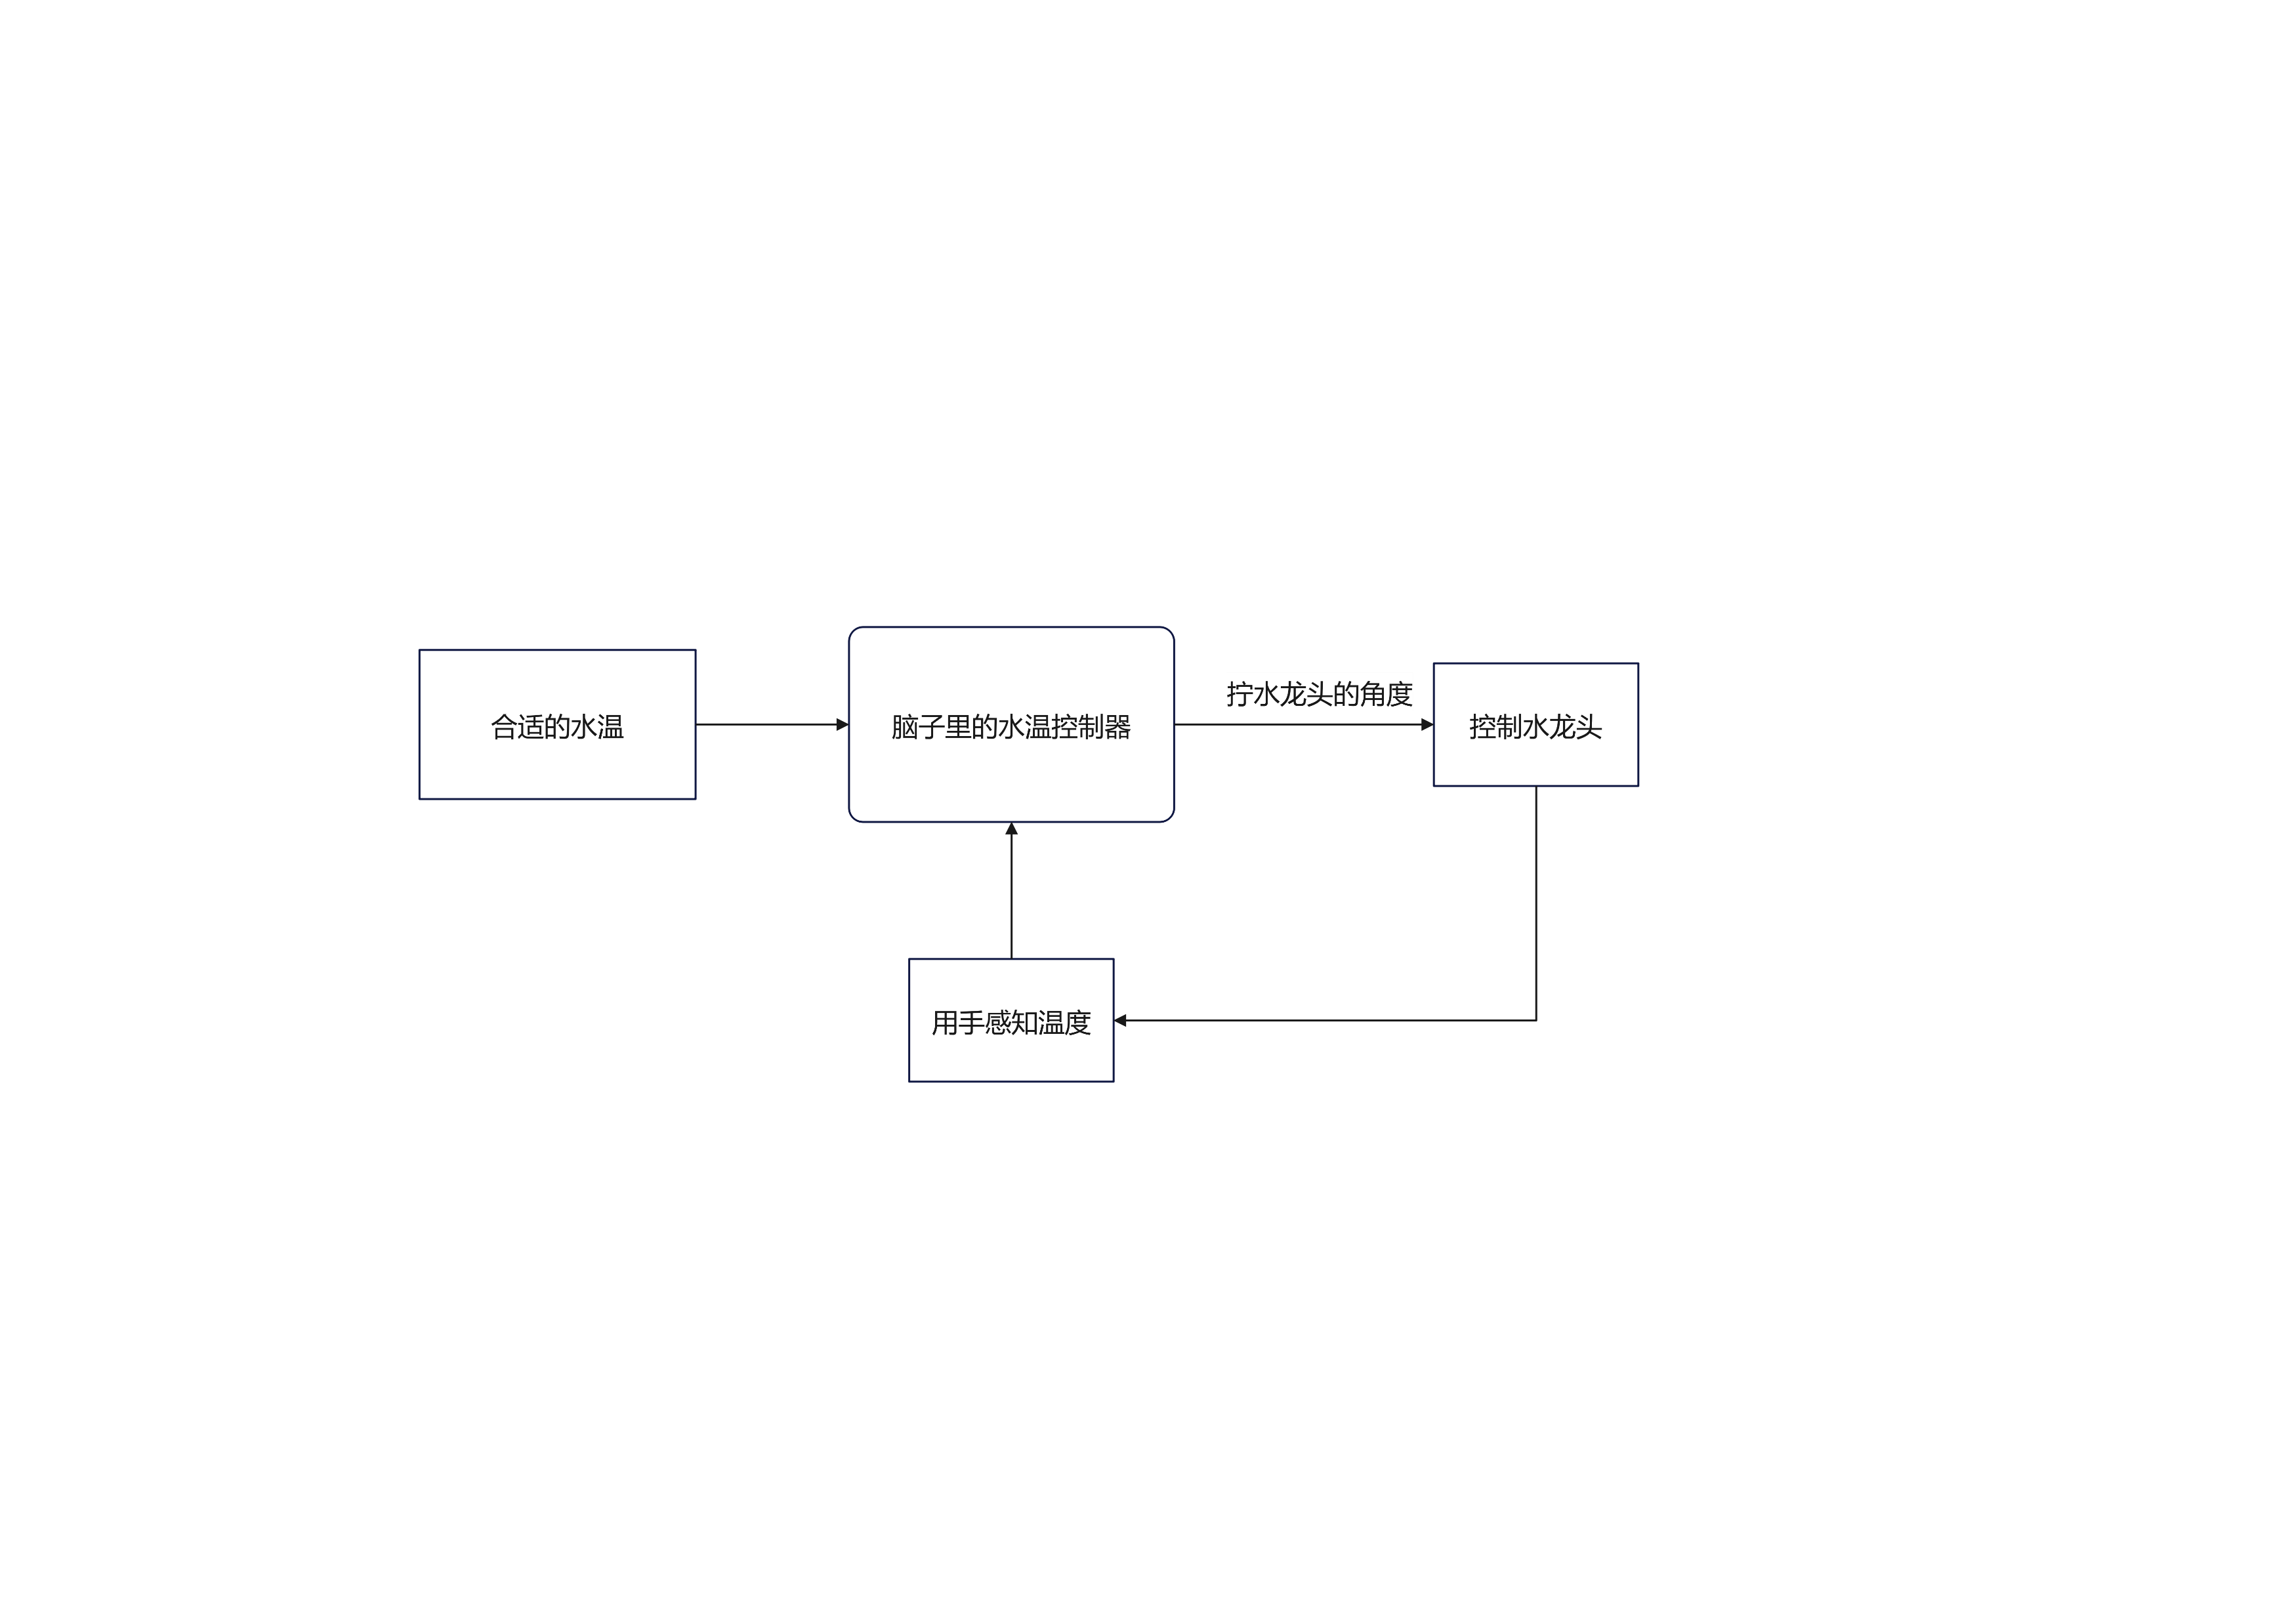 合适的水温
脑子里的水温控制器
拧水龙头的角度
控制水龙头
用手感知温度